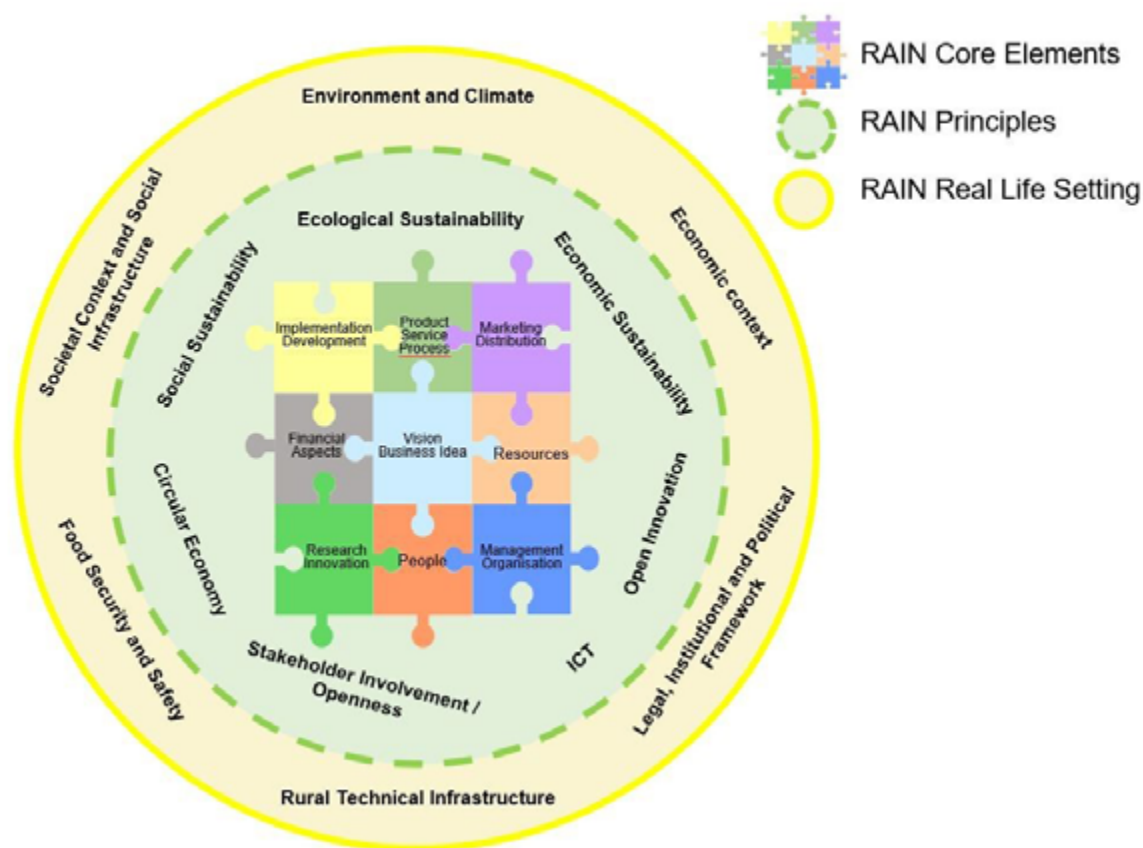 RAIN Core Elements
RAIN Principles
RAIN Real Life Setting
Environment and Climate
Societal Context and Social
Infrastructure
Economic context
Ecological Sustainability
Social Sustainability
Economic Sustainability
Implementation
Development
Product
Service
Process
Marketing
Distribution
Financial
Aspects
Vision
Business Idea
Resources
Research
Innovation
People
Management
Organisation
Circular Economy
Open Innovation
Stakeholder Involvement /
Openness
ICT
Food Security and Safety
Legal, Institutional and Political
Framework
Rural Technical Infrastructure